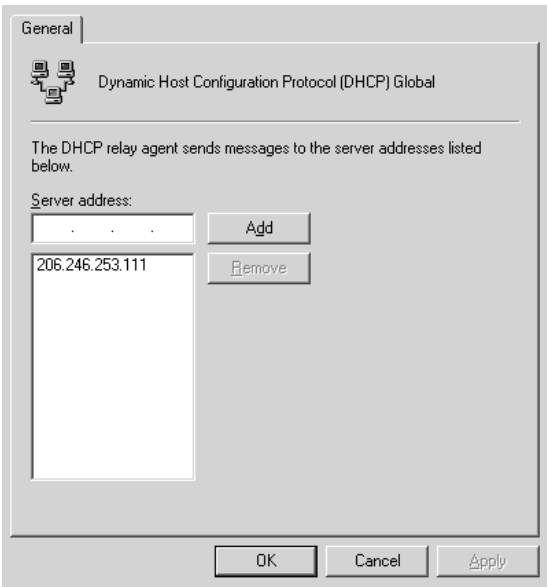 General
Dynamic Host Configuration Protocol (DHCP) Global
The DHCP relay agent sends messages to the server addresses listed
below.
Server address:
. . .
Add
206.246.253.111
Remove
OK
Cancel
Apply